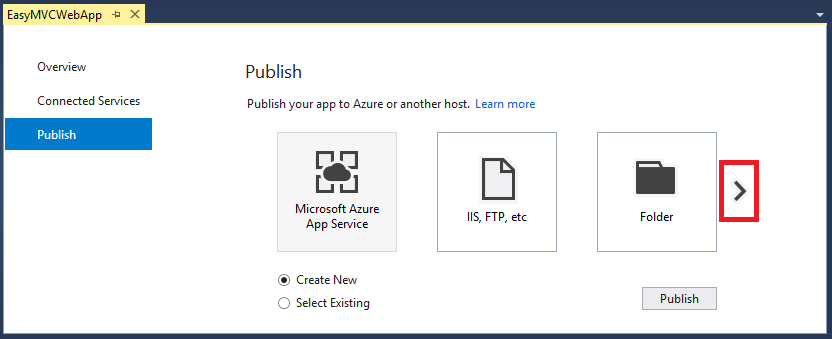 EasyMVCWebApp
Overview
Connected Services
Publish
Publish
Publish your app to Azure or another host. Learn more
Microsoft Azure
App Service
IIS, FTP, etc
Folder
Create New
Select Existing
Publish